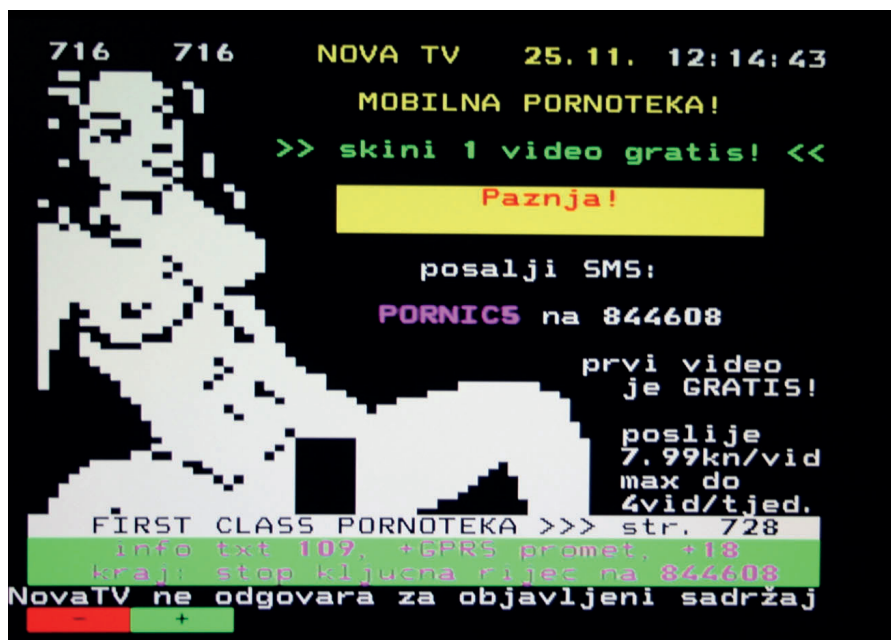 716 716 NOVA TV 25.11. 12:14:43
MOBILNA PORNOTEKA!
>> skini 1 video gratis! <<
Paznja!
posalji SMS:
PORNIC5 na 844608
prvi video
je GRATIS!
poslije
7.99kn/vid
max do
4vid/tjed.
FIRST CLASS PORNOTEKA >>> str. 728
info txt 109, +GPRS promet, +18
kraj: stop kljucna rijec na 844608
NovaTV ne odgovara za objavljeni sadržaj
- +